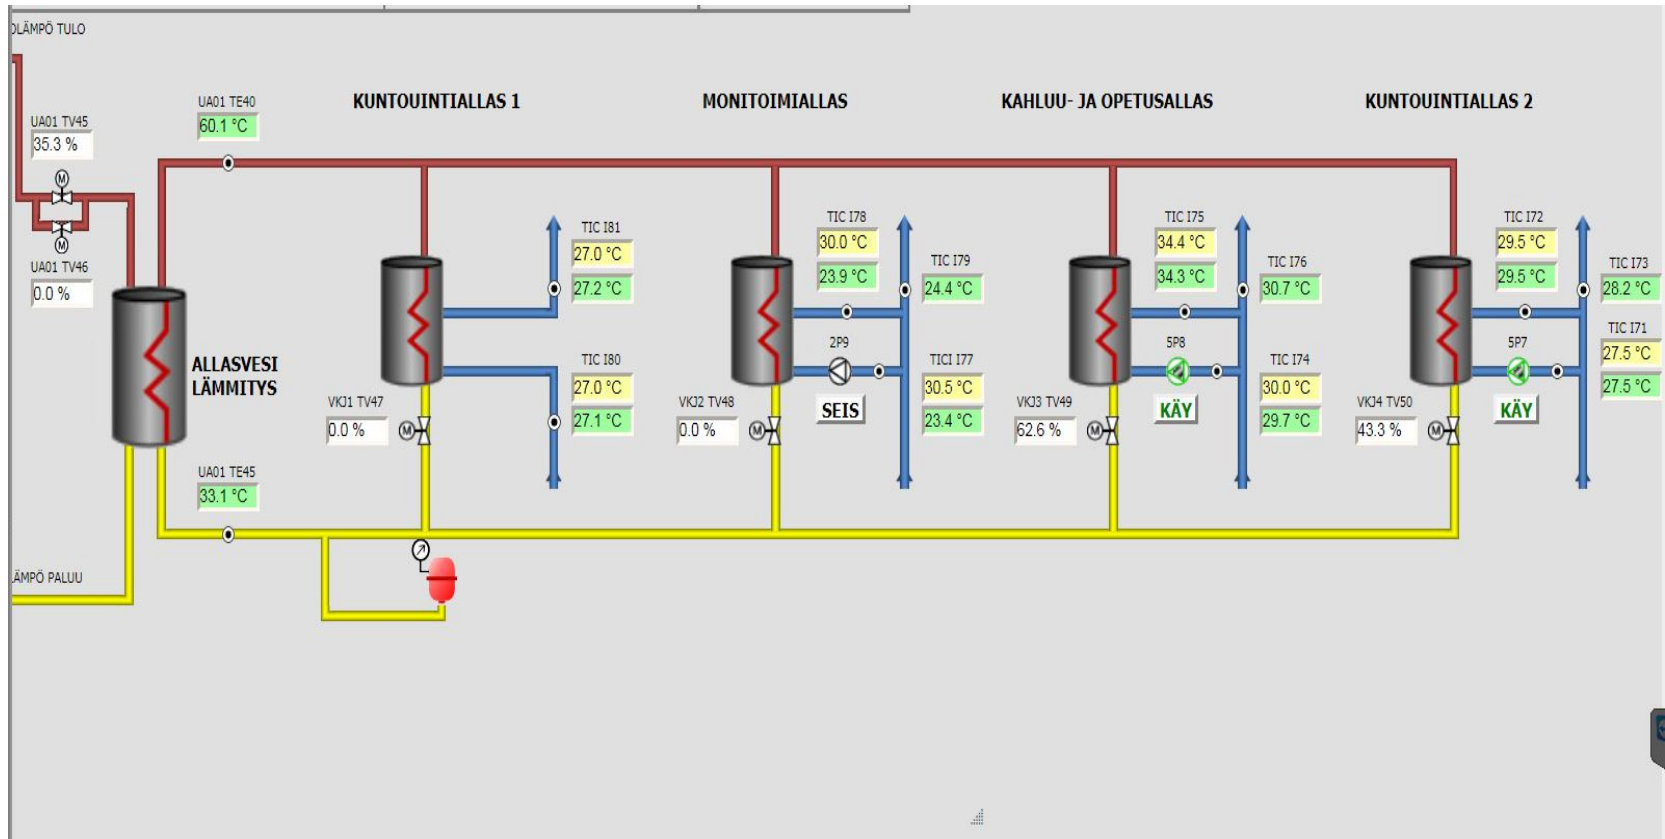 OLÄMPÖ TULO
UA01 TV45
35.3 %
UA01 TV46
0.0 %
ALLASVESI
LÄMMITYS
UA01 TE40
60.1 °C
UA01 TE45
33.1 °C
ÄMPÖ PALUU
KUNTOUINTIALLAS 1
TIC I81
27.0 °C
27.2 °C
TIC I80
27.0 °C
27.1 °C
VKJ1 TV47
0.0 %
M
M
M
MONITOIMIALLAS
TIC I78
30.0 °C
23.9 °C
TIC I79
24.4 °C
2P9
SEIS
TICI I77
30.5 °C
23.4 °C
VKJ2 TV48
0.0 %
M
KAHLUU- JA OPETUSALLAS
TIC I75
34.4 °C
34.3 °C
TIC I76
30.7 °C
5P8
KÄY
TIC I74
30.0 °C
29.7 °C
VKJ3 TV49
62.6 %
M
KUNTOUINTIALLAS 2
TIC I72
29.5 °C
29.5 °C
TIC I73
28.2 °C
5P7
KÄY
TIC I71
27.5 °C
27.5 °C
VKJ4 TV50
43.3 %
M